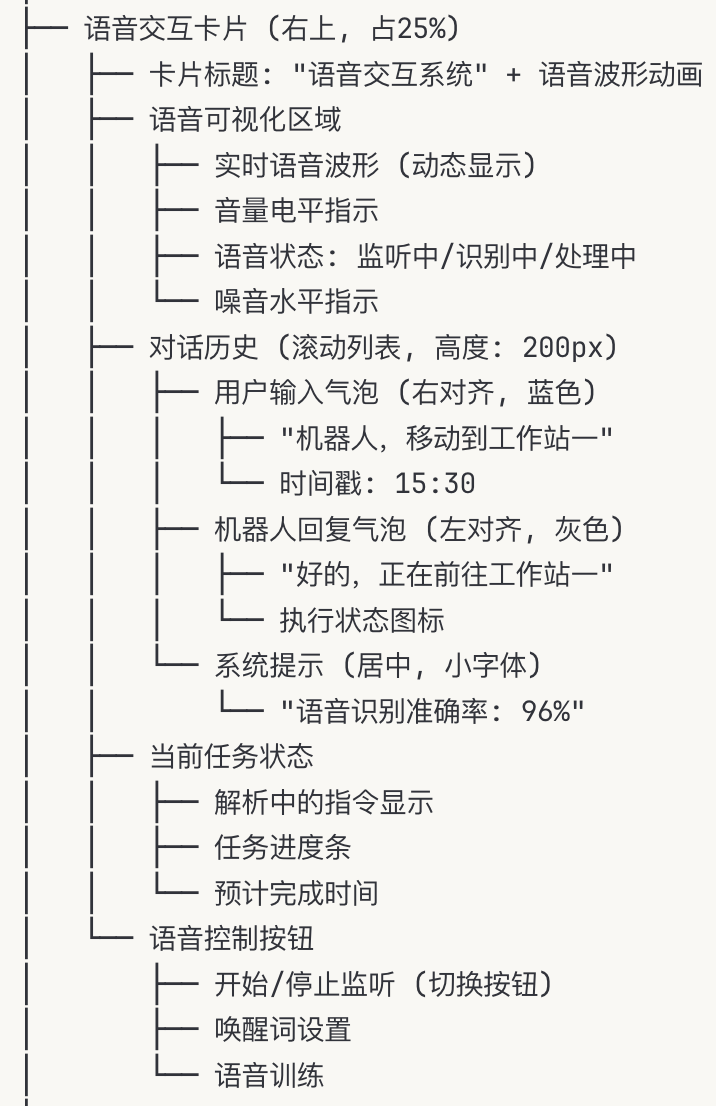 ├── 语音交互卡片 (右上, 占25%)
│   ├── 卡片标题: "语音交互系统" + 语音波形动画
│   ├── 语音可视化区域
│   │   ├── 实时语音波形 (动态显示)
│   │   ├── 音量电平指示
│   │   ├── 语音状态: 监听中/识别中/处理中
│   │   └── 噪音水平指示
│   ├── 对话历史 (滚动列表, 高度: 200px)
│   │   ├── 用户输入气泡 (右对齐, 蓝色)
│   │   │   ├── "机器人，移动到工作站一"
│   │   │   └── 时间戳: 15:30
│   │   ├── 机器人回复气泡 (左对齐, 灰色)
│   │   │   ├── "好的，正在前往工作站一"
│   │   │   └── 执行状态图标
│   │   └── 系统提示 (居中, 小字体)
│   │       └── "语音识别准确率: 96%"
│   ├── 当前任务状态
│   │   ├── 解析中的指令显示
│   │   ├── 任务进度条
│   │   └── 预计完成时间
│   └── 语音控制按钮
│       ├── 开始/停止监听 (切换按钮)
│       ├── 唤醒词设置
│       └── 语音训练